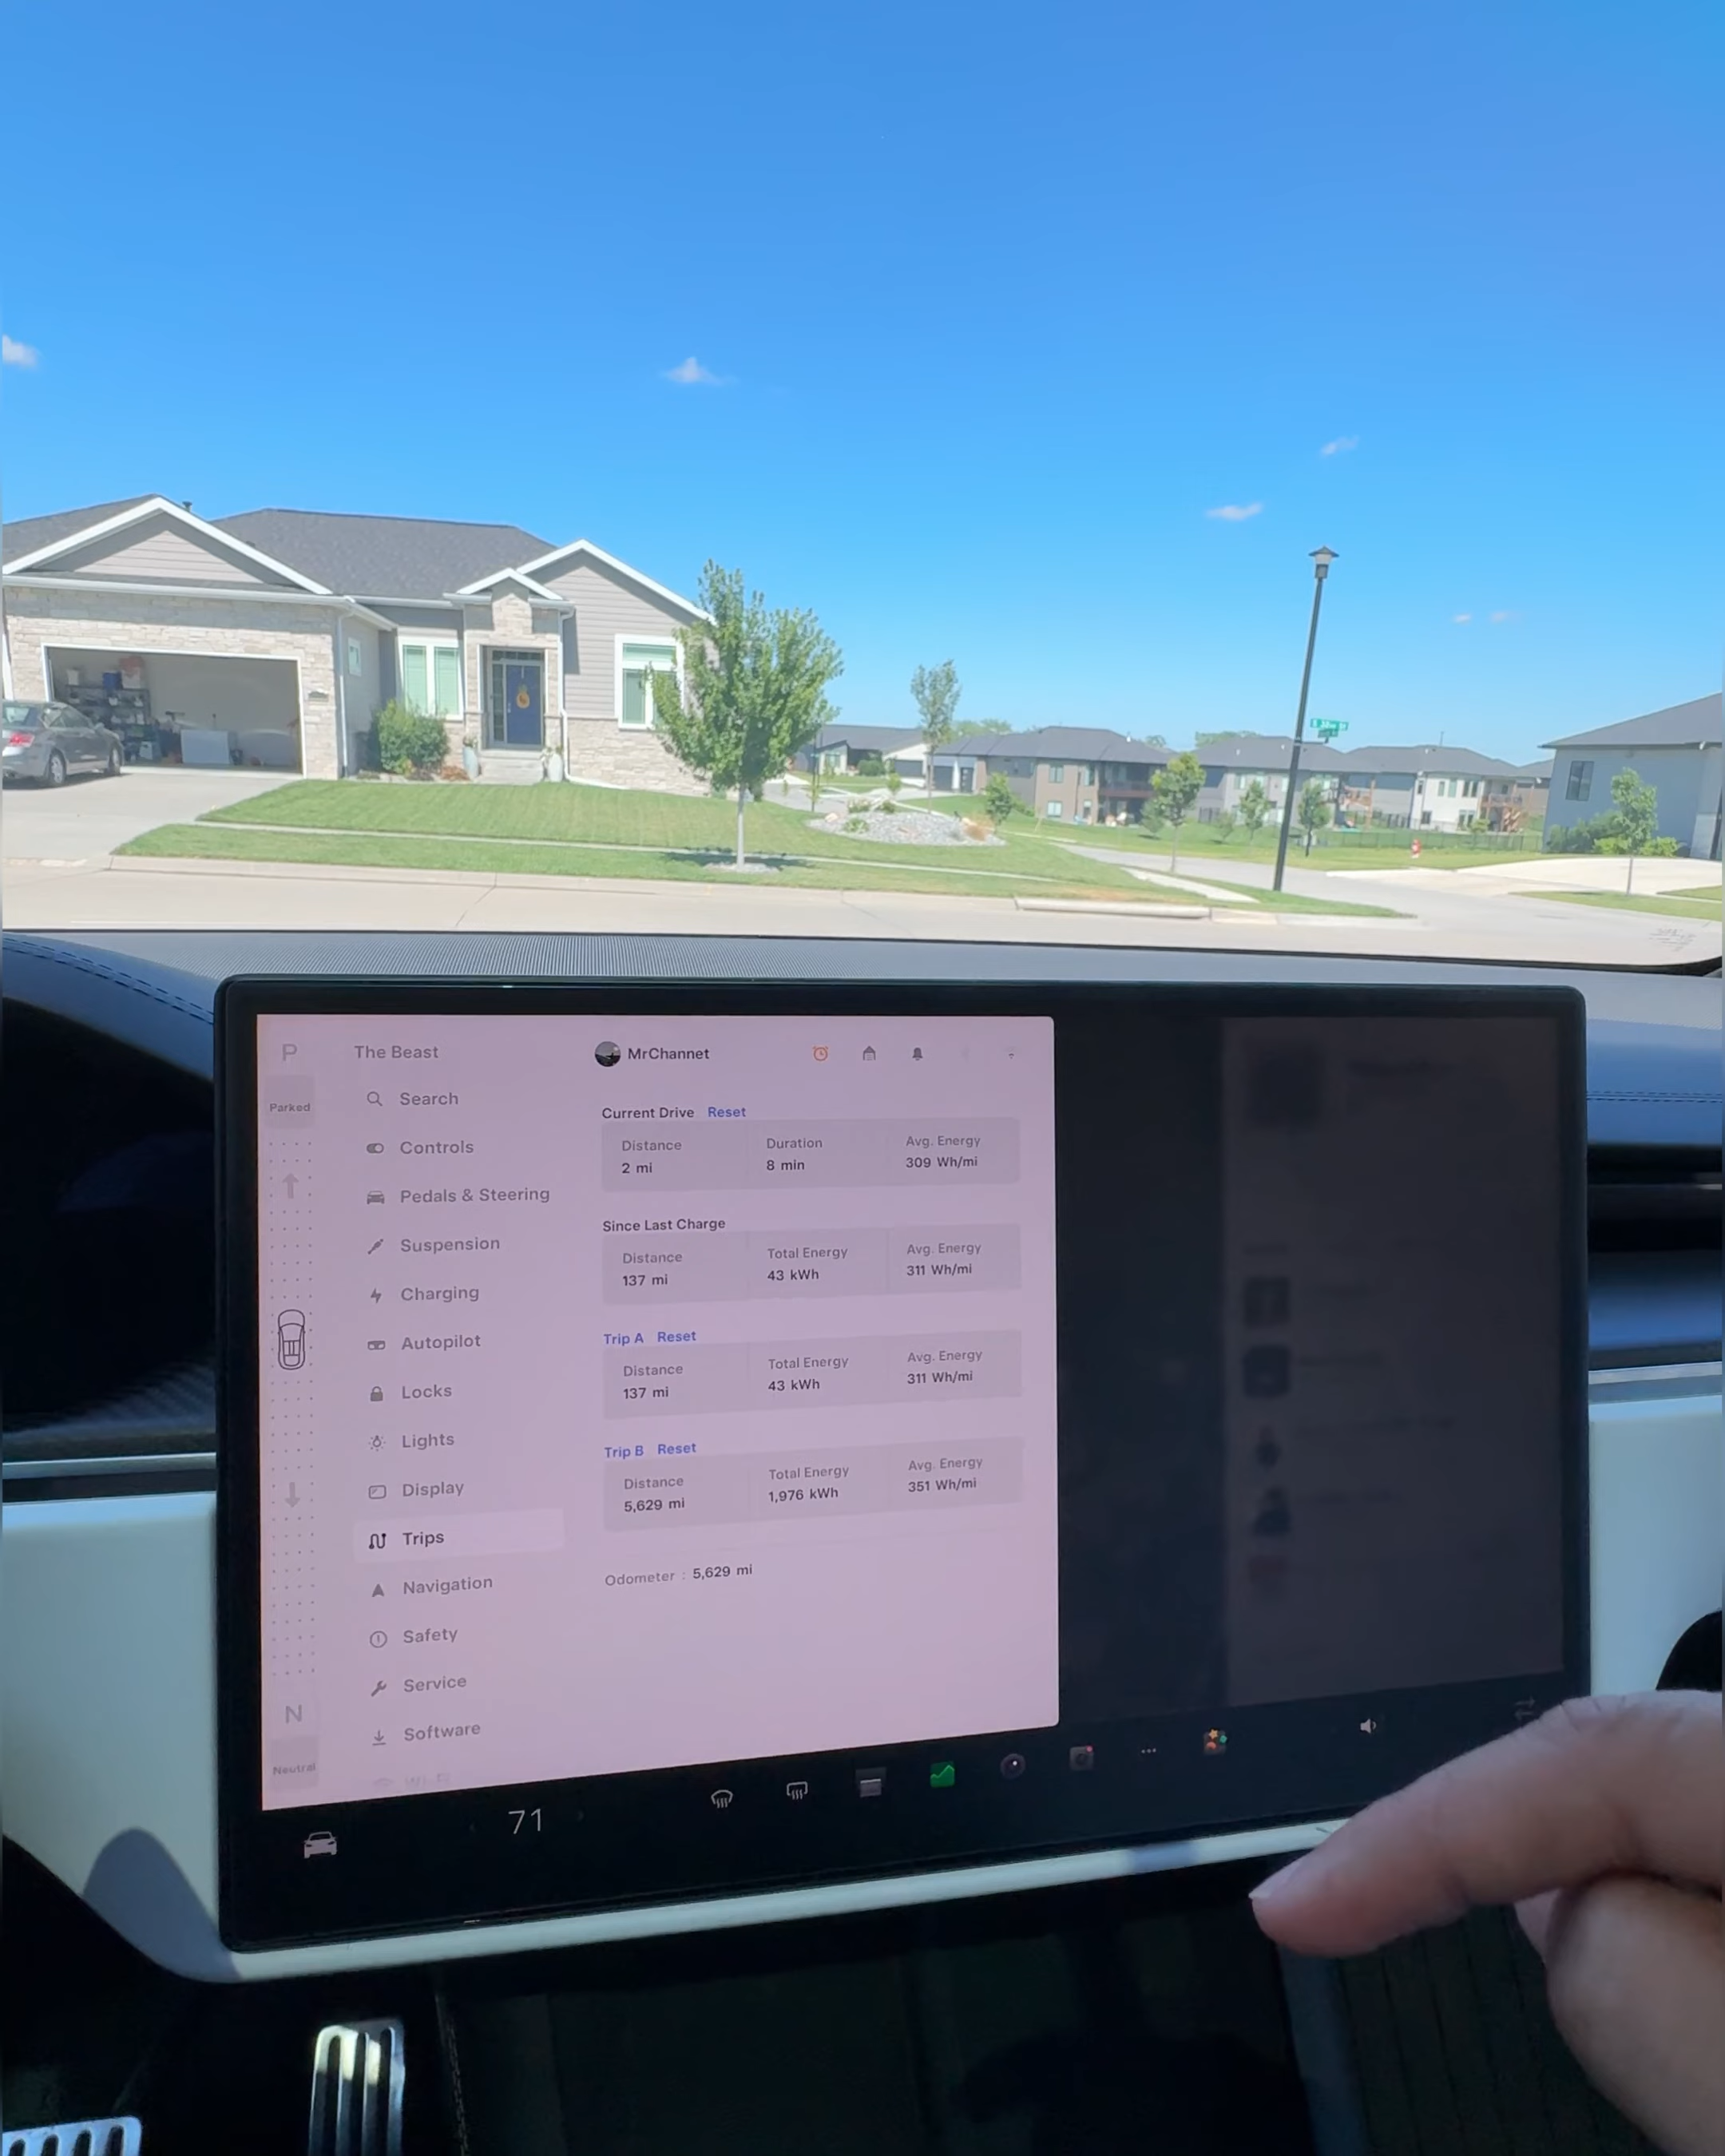 P
Parked
The Beast
MrChannet
Search
Controls
Pedals & Steering
Suspension
Charging
Autopilot
Locks
Lights
Display
Trips
Navigation
Safety
Service
Software
Wi-Fi
N
Neutral
Current Drive Reset
Distance Duration Avg. Energy
2 mi 8 min 309 Wh/mi
Since Last Charge
Distance Total Energy Avg. Energy
137 mi 43 kWh 311 Wh/mi
Trip A Reset
Distance Total Energy Avg. Energy
137 mi 43 kWh 311 Wh/mi
Trip B Reset
Distance Total Energy Avg. Energy
5,629 mi 1,976 kWh 351 Wh/mi
Odometer : 5,629 mi
71